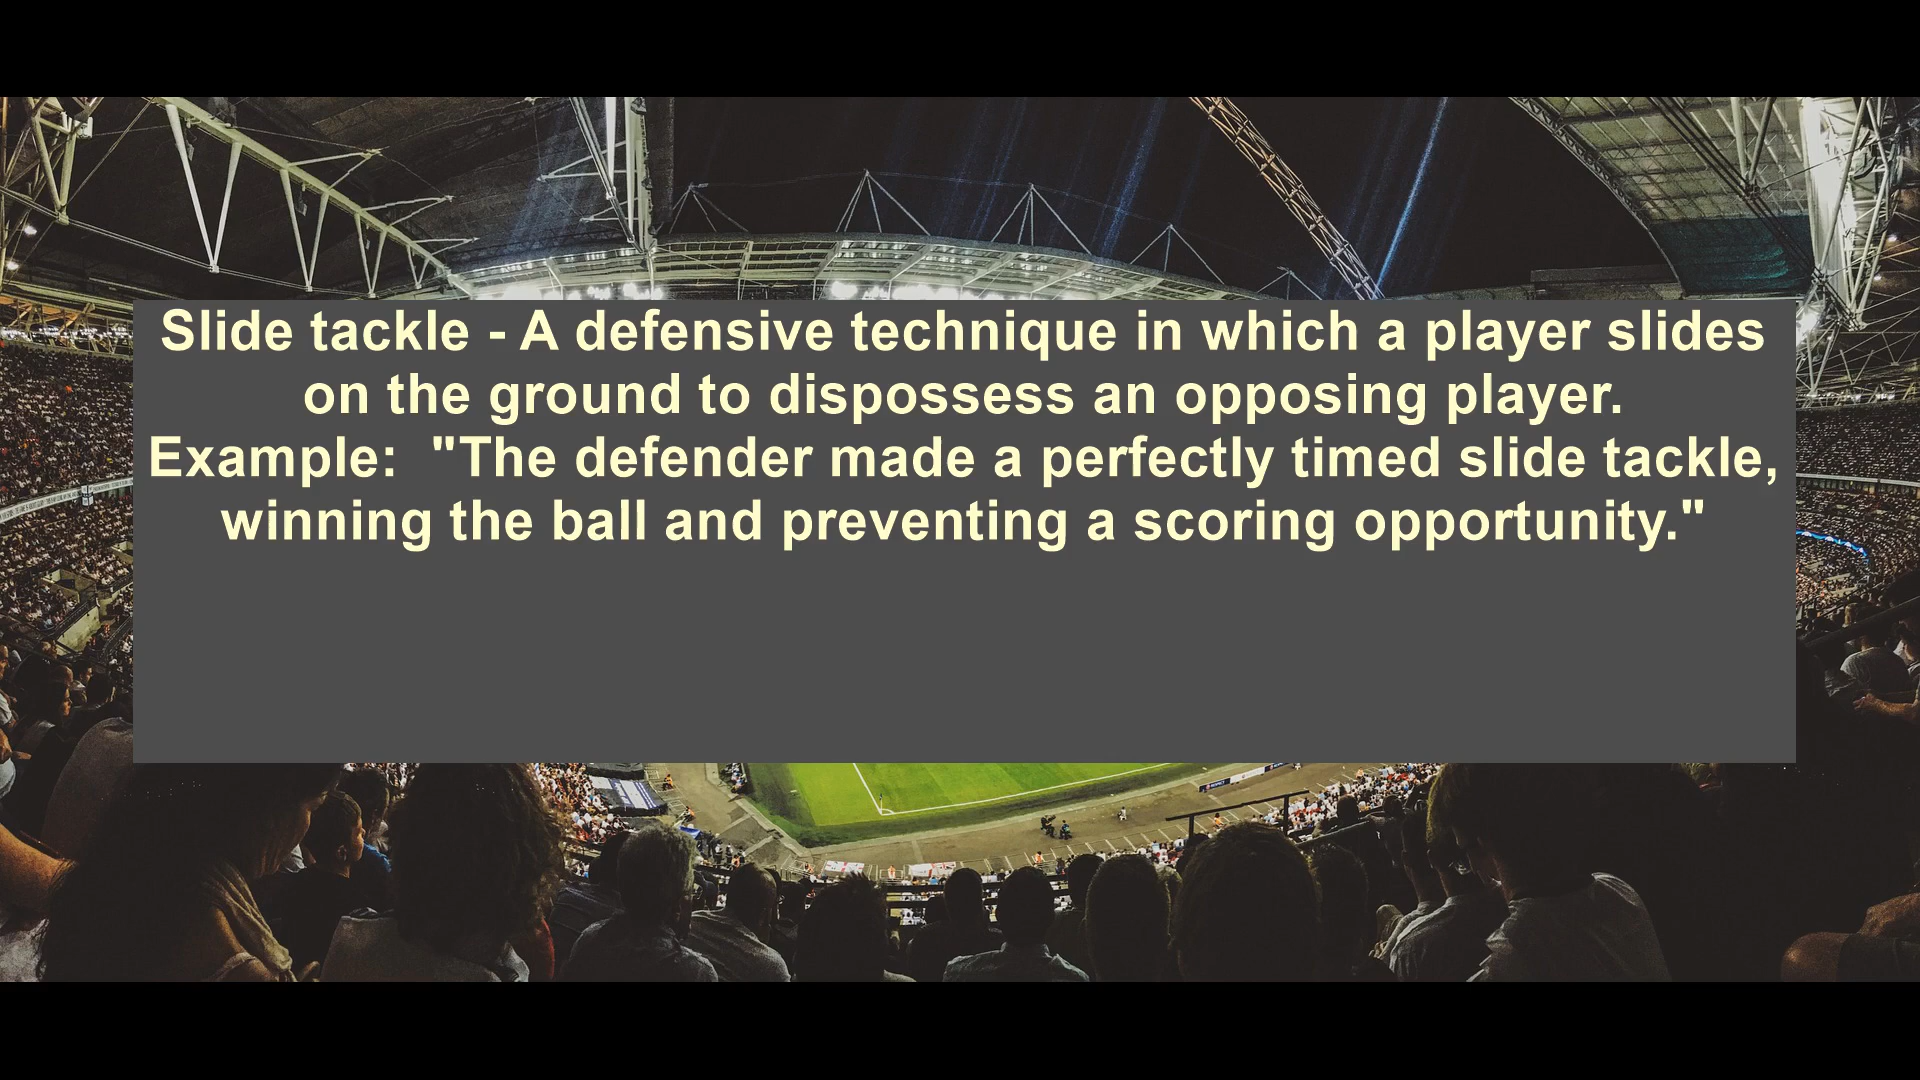 Slide tackle - A defensive technique in which a player slides
on the ground to dispossess an opposing player.
Example:  "The defender made a perfectly timed slide tackle,
winning the ball and preventing a scoring opportunity."